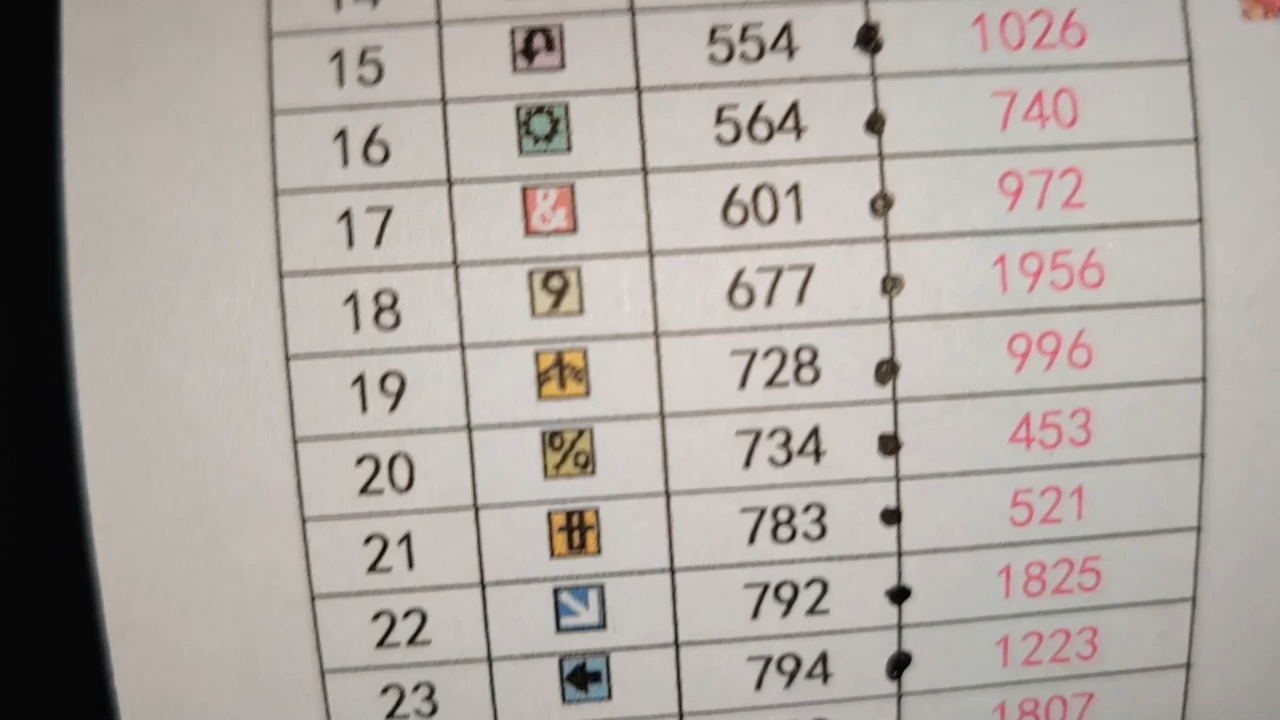 15 554 1026
16 564 740
17 & 601 972
18 9 677 1956
19 728 996
20 % 734 453
21 783 521
22 792 1825
23 794 1223
1807